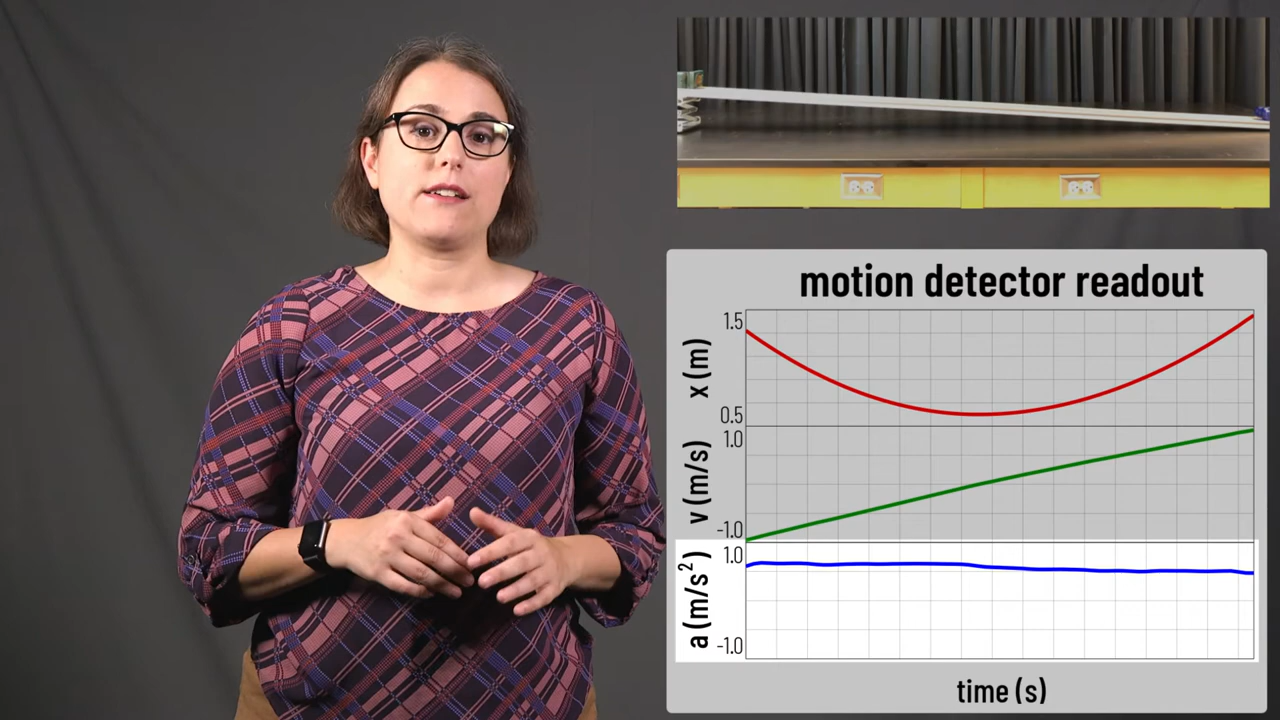 motion detector readout
1.5
x (m)
0.5
1.0
v (m/s)
-1.0
1.0
a (m/s²)
-1.0
time (s)